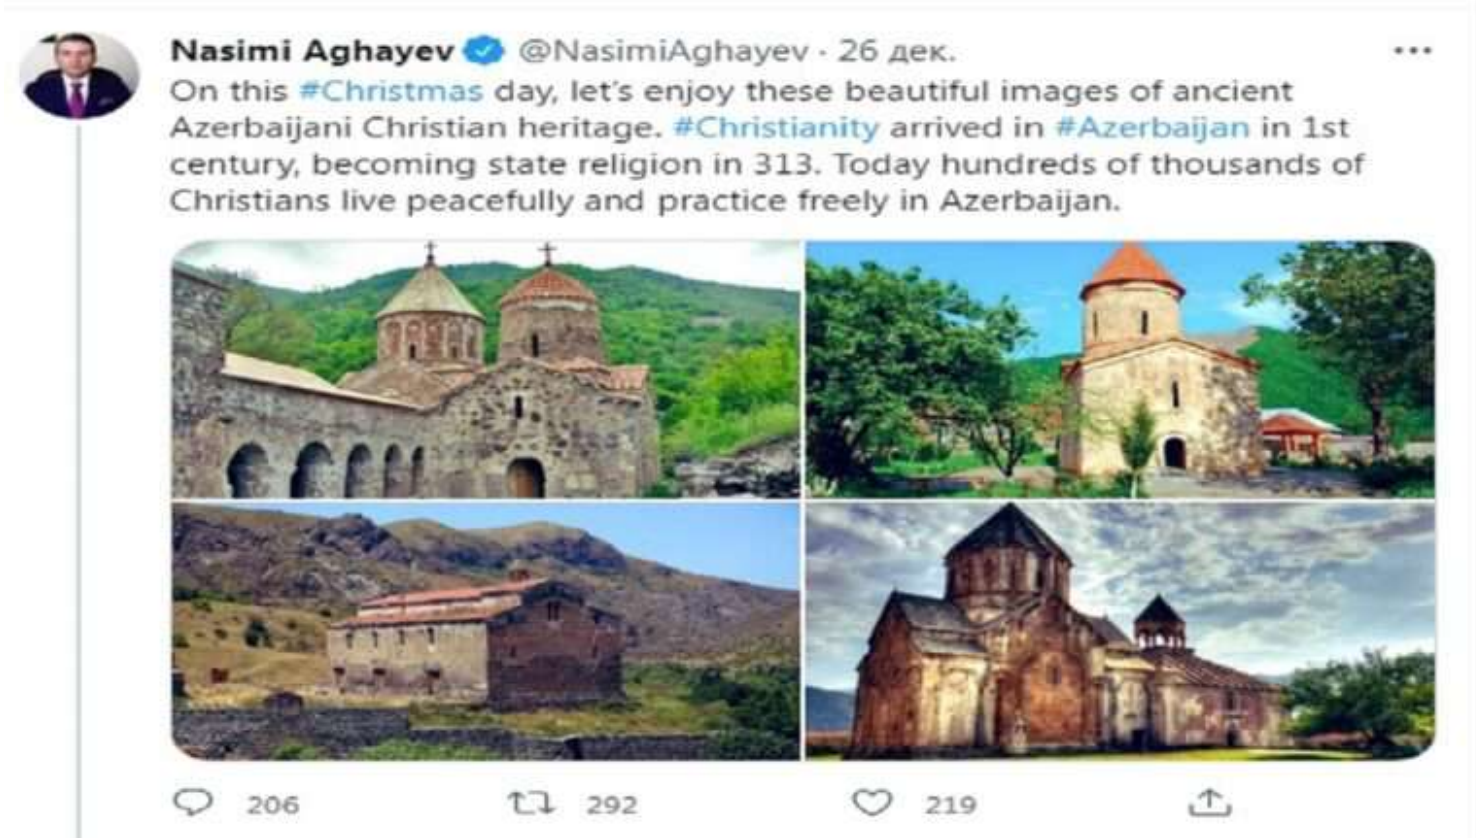 Nasimi Aghayev @NasimiAghayev · 26 дек.
On this #Christmas day, let's enjoy these beautiful images of ancient
Azerbaijani Christian heritage. #Christianity arrived in #Azerbaijan in 1st
century, becoming state religion in 313. Today hundreds of thousands of
Christians live peacefully and practice freely in Azerbaijan.
206 292 219